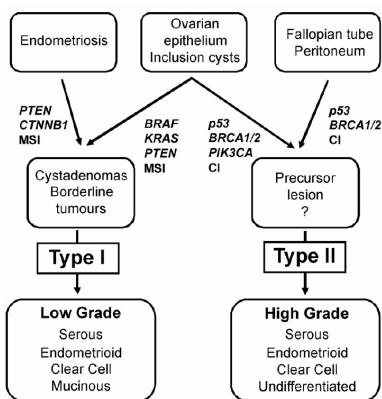 Endometriosis
Ovarian
epithelium
Inclusion cysts
Fallopian tube
Peritoneum
PTEN
CTNNB1
MSI
BRAF
KRAS
PTEN
MSI
p53
BRCA1/2
PIK3CA
CI
p53
BRCA1/2
CI
Cystadenomas
Borderline
tumours
Precursor
lesion
?
Type I
Type II
Low Grade
Serous
Endometrioid
Clear Cell
Mucinous
High Grade
Serous
Endometrioid
Clear Cell
Undifferentiated